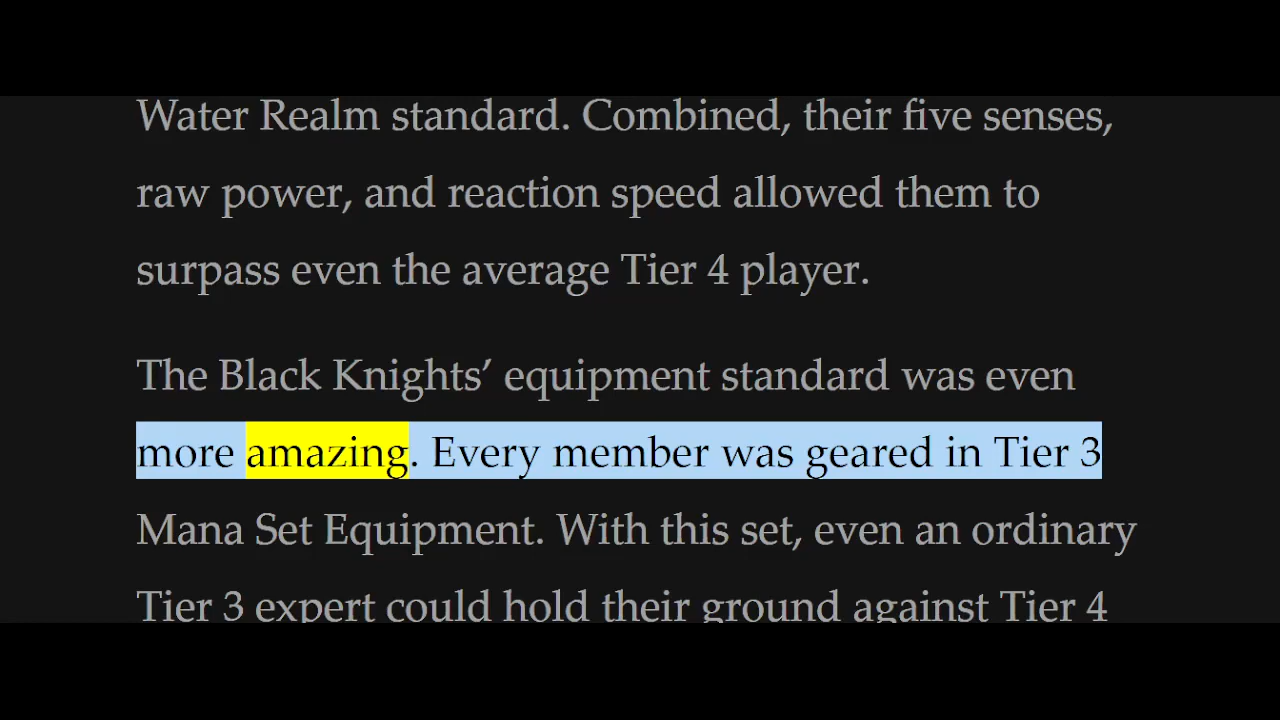 Water Realm standard. Combined, their five senses,
raw power, and reaction speed allowed them to
surpass even the average Tier 4 player.
The Black Knights’ equipment standard was even
more amazing. Every member was geared in Tier 3
Mana Set Equipment. With this set, even an ordinary
Tier 3 expert could hold their ground against Tier 4